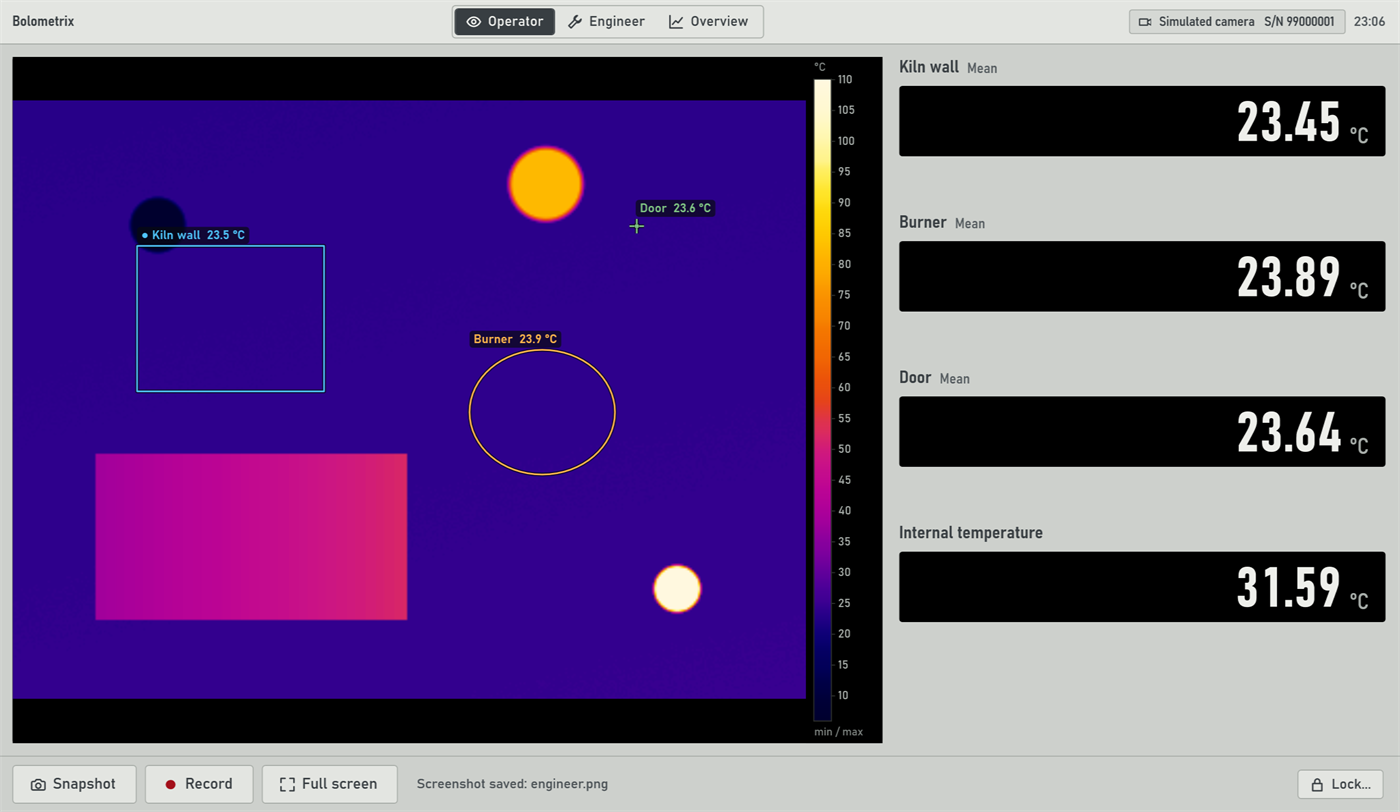 Bolometrix
Operator
Engineer
Overview
Simulated camera S/N 99000001
23:06
Kiln wall 23.5 °C
Door 23.6 °C
Burner 23.9 °C
°C
110
105
100
95
90
85
80
75
70
65
60
55
50
45
40
35
30
25
20
15
10
min / max
Kiln wall Mean
23.45 °C
Burner Mean
23.89 °C
Door Mean
23.64 °C
Internal temperature
31.59 °C
Snapshot
Record
Full screen
Screenshot saved: engineer.png
Lock...